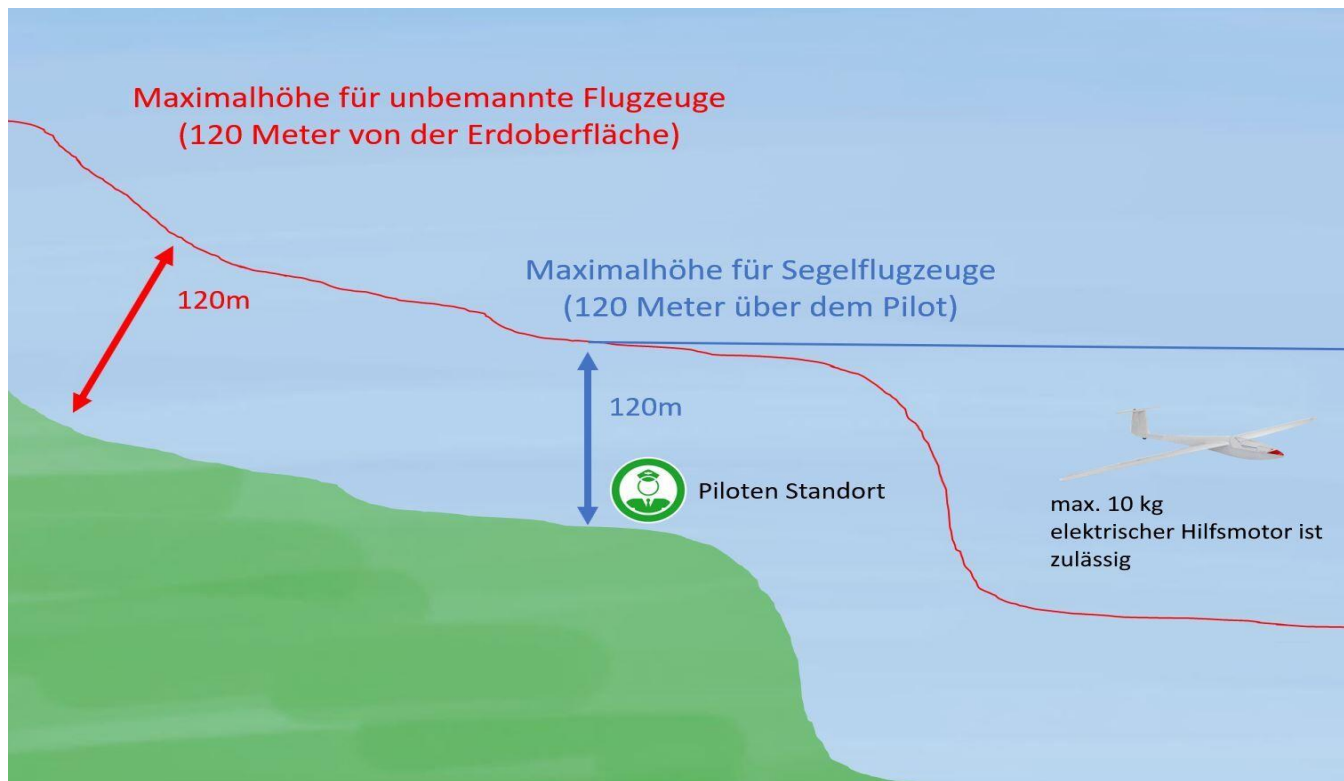 Maximalhöhe für unbemannte Flugzeuge
(120 Meter von der Erdoberfläche)
120m
Maximalhöhe für Segelflugzeuge
(120 Meter über dem Pilot)
120m
Piloten Standort
max. 10 kg
elektrischer Hilfsmotor ist
zulässig